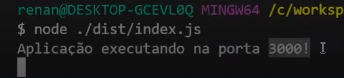 renan@DESKTOP-GCEVL0Q MINGW64 /c/worksp
$ node ./dist/index.js
Aplicação executando na porta 3000!